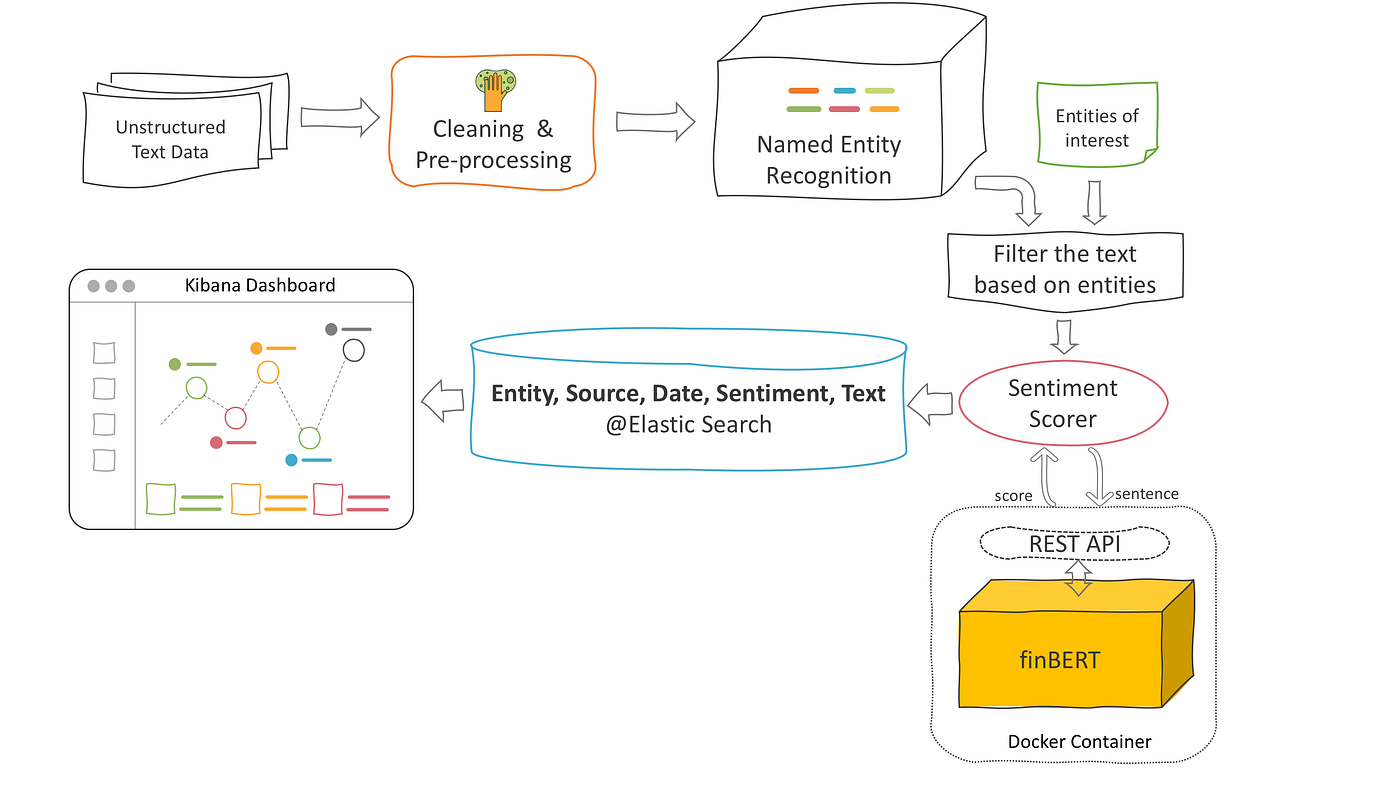 Unstructured
Text Data
Cleaning &
Pre-processing
Named Entity
Recognition
Entities of
interest
Filter the text
based on entities
Kibana Dashboard
Entity, Source, Date, Sentiment, Text
@Elastic Search
Sentiment
Scorer
score
sentence
REST API
finBERT
Docker Container